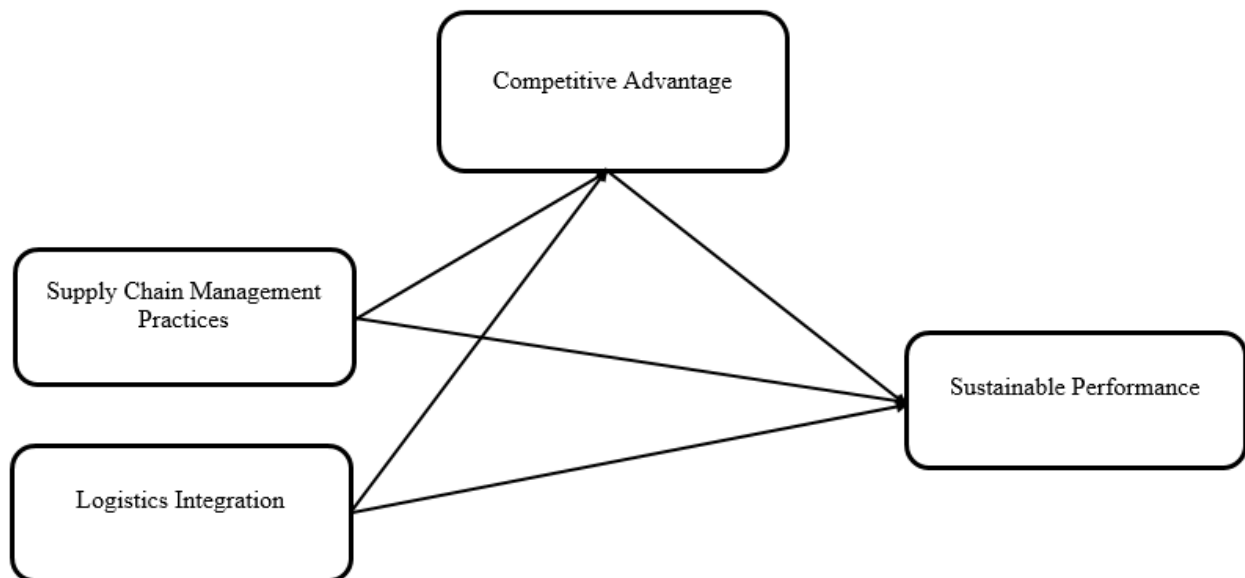 Competitive Advantage
Supply Chain Management
Practices
Sustainable Performance
Logistics Integration